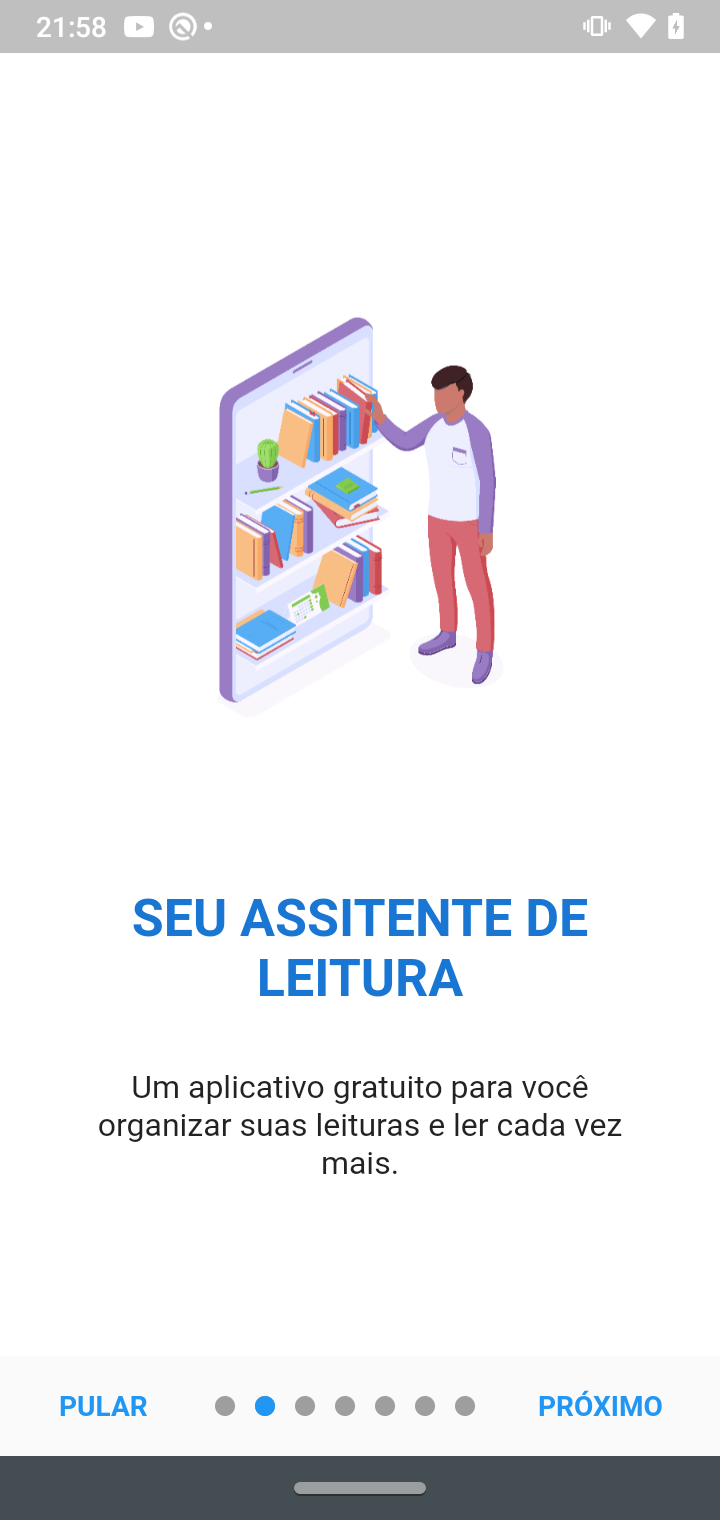 21:58
SEU ASSITENTE DE
LEITURA
Um aplicativo gratuito para você
organizar suas leituras e ler cada vez
mais.
PULAR
PRÓXIMO